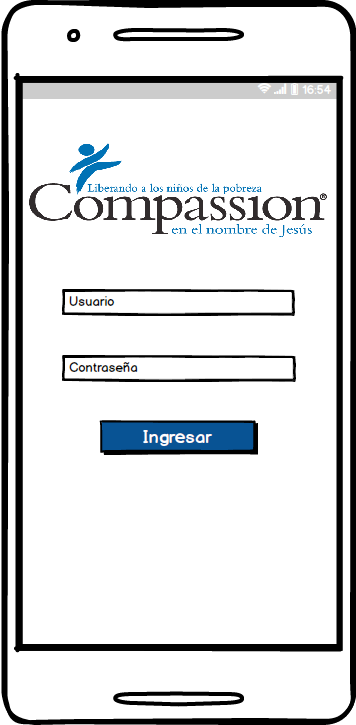 16:54
Liberando a los niños de la pobreza
Compassion®
en el nombre de Jesús
Usuario
Contraseña
Ingresar